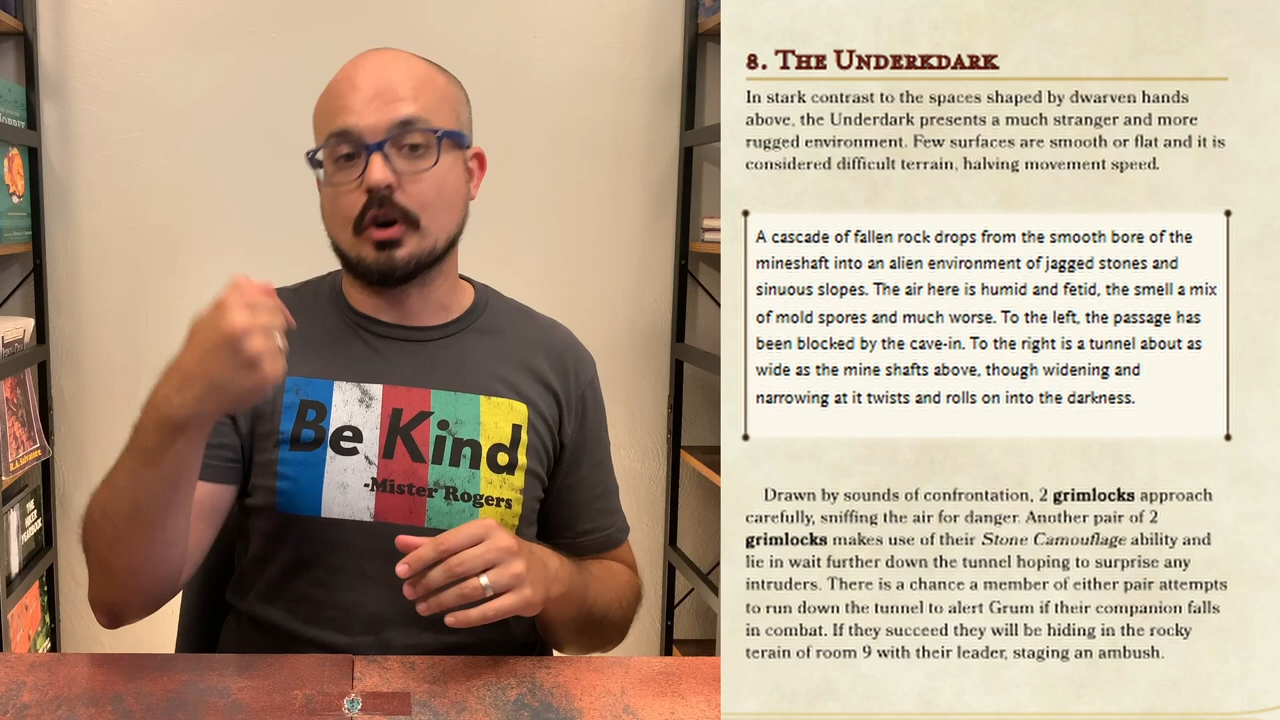 Be Kind
-Mister Rogers
R.A. Salvatore
8. The Underkdark
In stark contrast to the spaces shaped by dwarven hands
above, the Underdark presents a much stranger and more
rugged environment. Few surfaces are smooth or flat and it is
considered difficult terrain, halving movement speed.
A cascade of fallen rock drops from the smooth bore of the
mineshaft into an alien environment of jagged stones and
sinuous slopes. The air here is humid and fetid, the smell a mix
of mold spores and much worse. To the left, the passage has
been blocked by the cave-in. To the right is a tunnel about as
wide as the mine shafts above, though widening and
narrowing at it twists and rolls on into the darkness.
Drawn by sounds of confrontation, 2 grimlocks approach
carefully, sniffing the air for danger. Another pair of 2
grimlocks makes use of their Stone Camouflage ability and
lie in wait further down the tunnel hoping to surprise any
intruders. There is a chance a member of either pair attempts
to run down the tunnel to alert Grum if their companion falls
in combat. If they succeed they will be hiding in the rocky
terain of room 9 with their leader, staging an ambush.